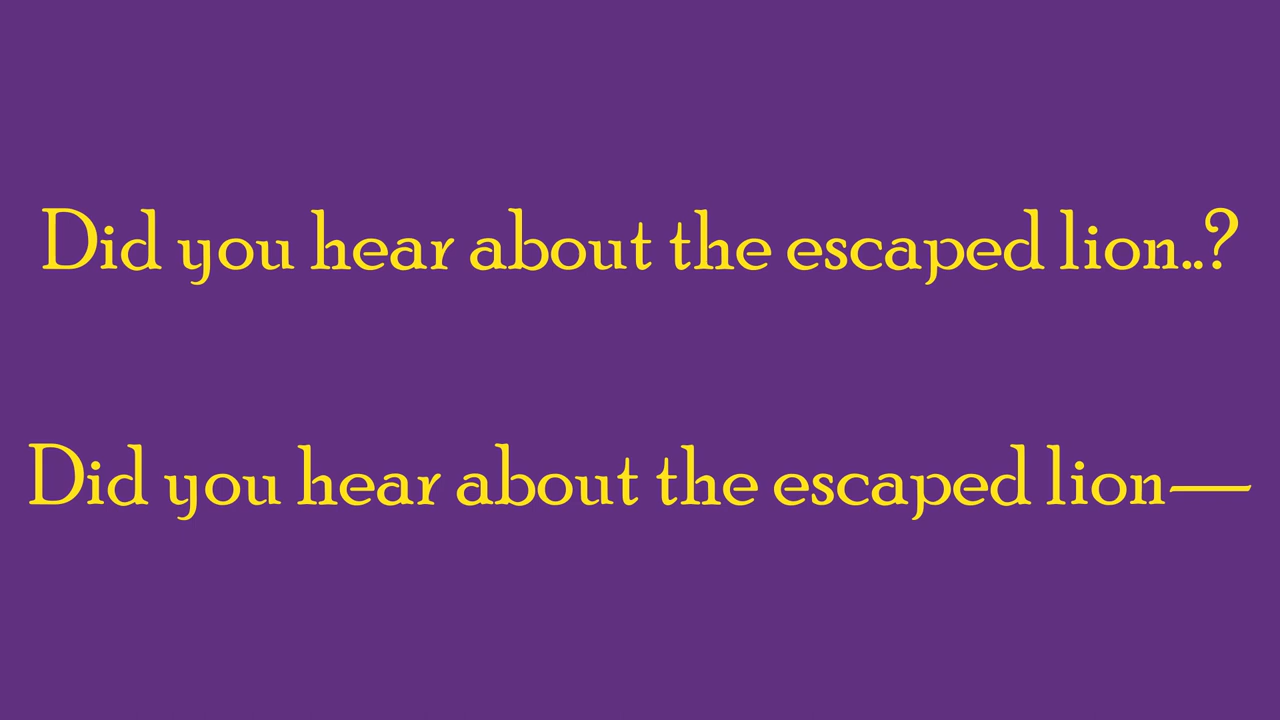 Did you hear about the escaped lion..?
Did you hear about the escaped lion—